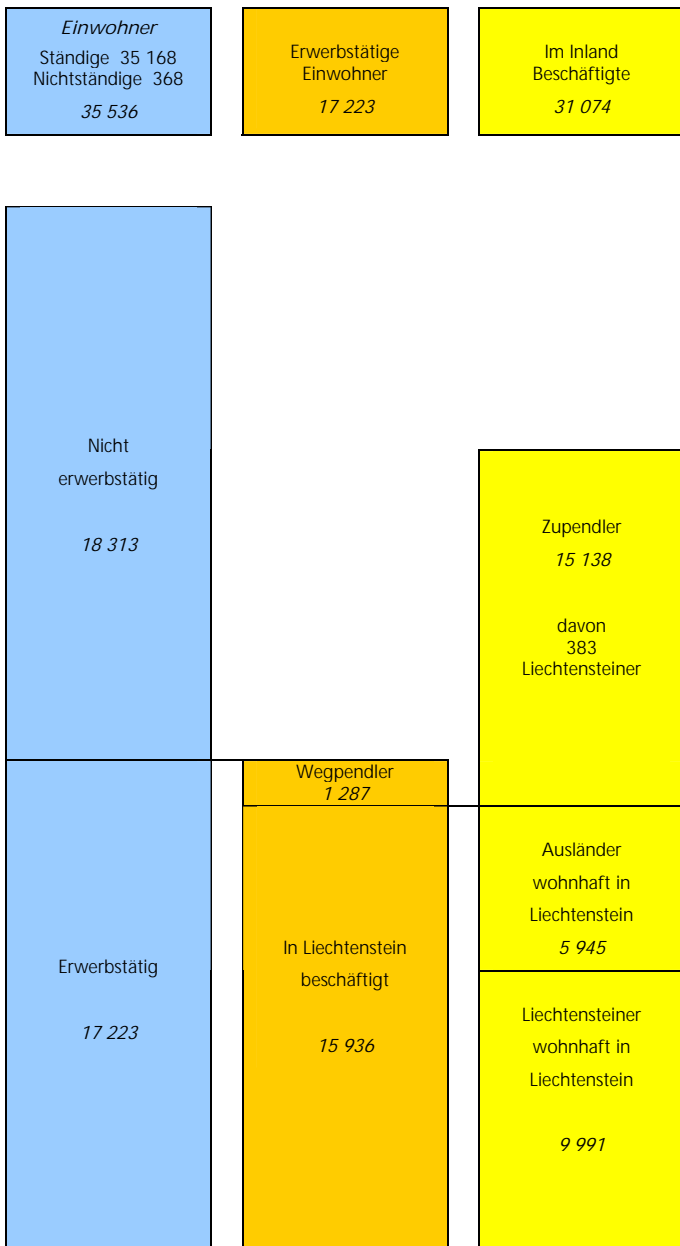 Einwohner
Ständige 35 168
Nichtständige 368
35 536
Erwerbstätige
Einwohner
17 223
Im Inland
Beschäftigte
31 074
Nicht
erwerbstätig
18 313
Erwerbstätig
17 223
Wegpendler
1 287
In Liechtenstein
beschäftigt
15 936
Zupendler
15 138
davon
383
Liechtensteiner
Ausländer
wohnhaft in
Liechtenstein
5 945
Liechtensteiner
wohnhaft in
Liechtenstein
9 991